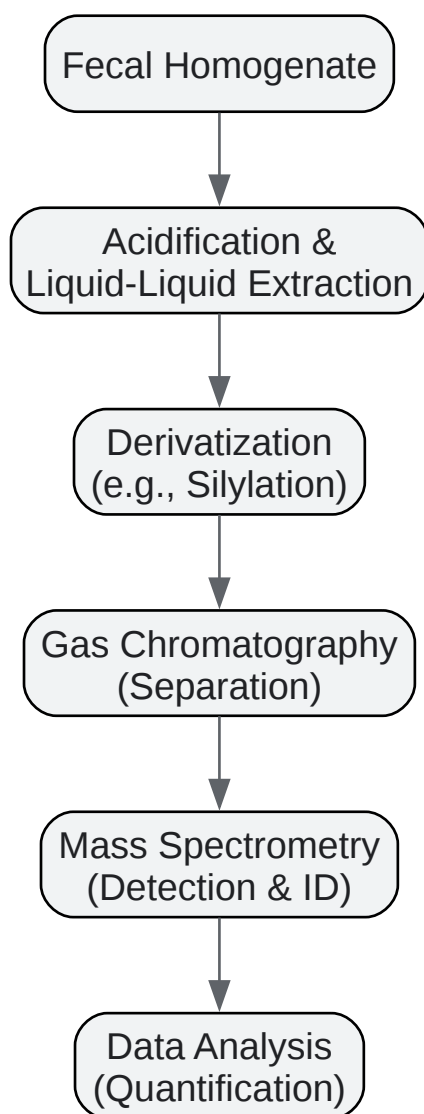 Fecal Homogenate
Acidification &
Liquid-Liquid Extraction
Derivatization
(e.g., Silylation)
Gas Chromatography
(Separation)
Mass Spectrometry
(Detection & ID)
Data Analysis
(Quantification)